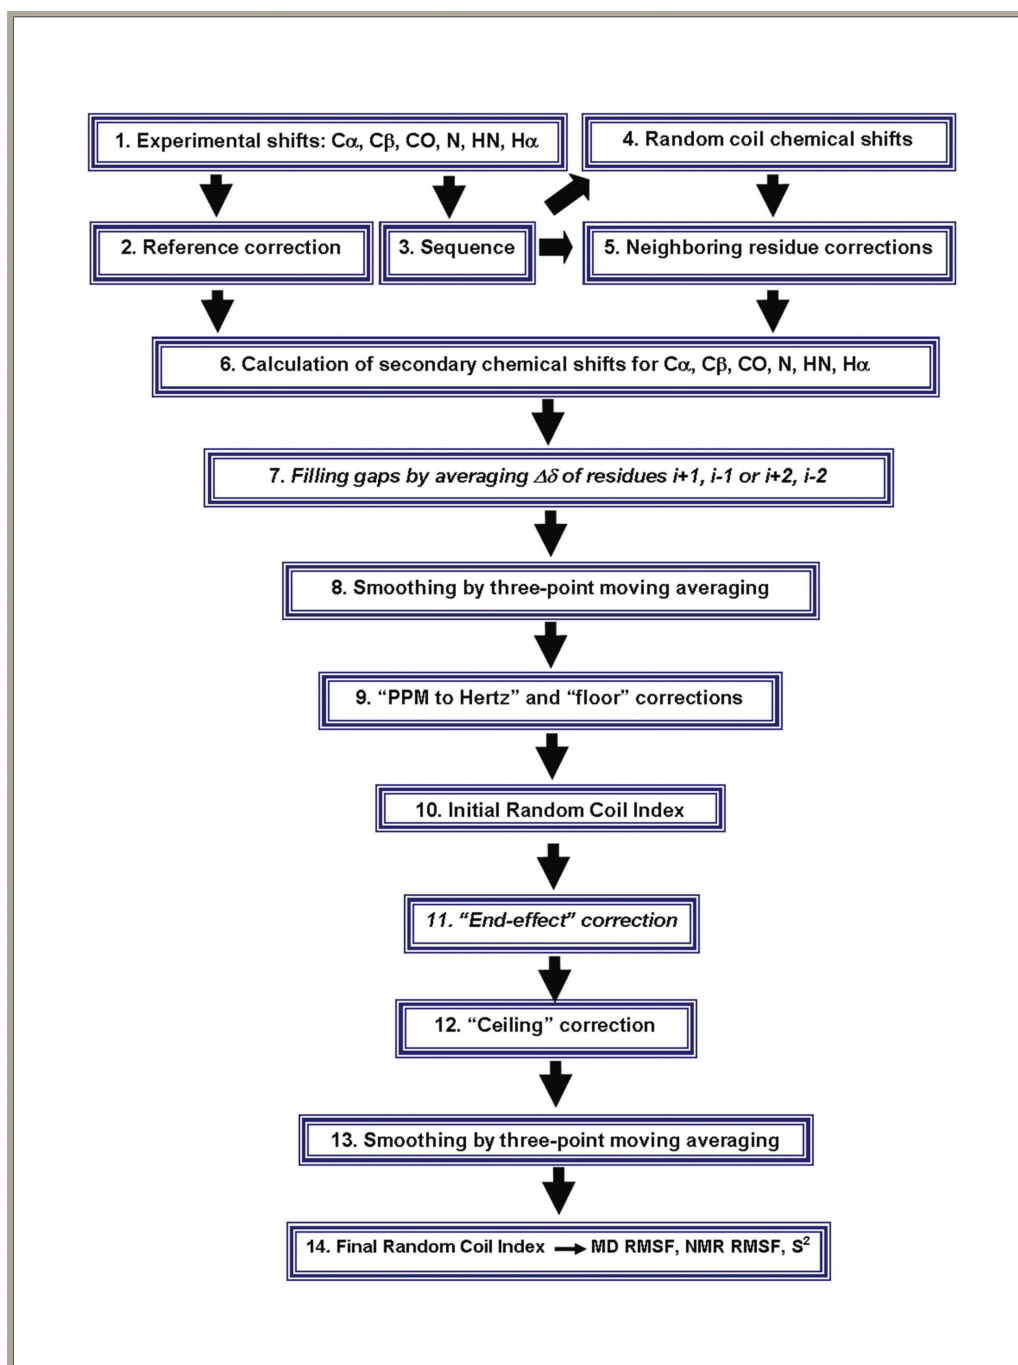 1. Experimental shifts: Cα, Cβ, CO, N, HN, Hα
4. Random coil chemical shifts
2. Reference correction
3. Sequence
5. Neighboring residue corrections
6. Calculation of secondary chemical shifts for Cα, Cβ, CO, N, HN, Hα
7. Filling gaps by averaging Δδ of residues i+1, i-1 or i+2, i-2
8. Smoothing by three-point moving averaging
9. “PPM to Hertz” and “floor” corrections
10. Initial Random Coil Index
11. “End-effect” correction
12. “Ceiling” correction
13. Smoothing by three-point moving averaging
14. Final Random Coil Index → MD RMSF, NMR RMSF, S²